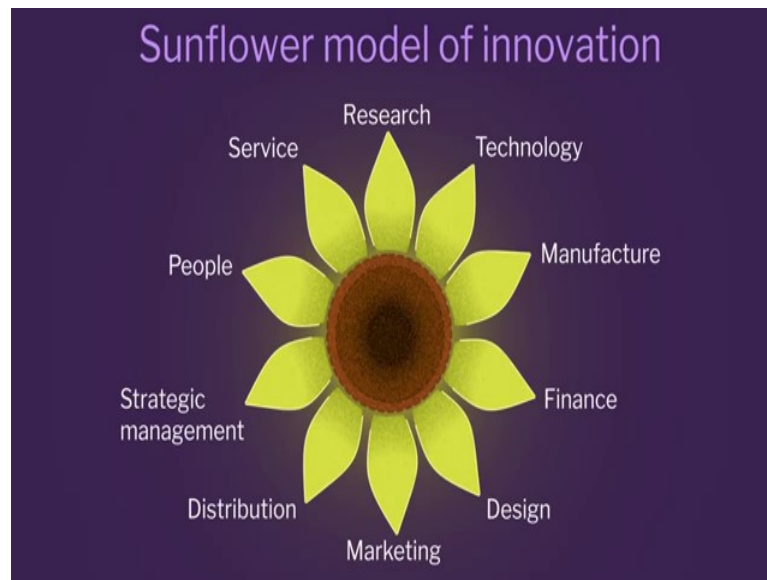 Sunflower model of innovation
Research
Technology
Manufacture
Finance
Design
Marketing
Distribution
Strategic
management
People
Service